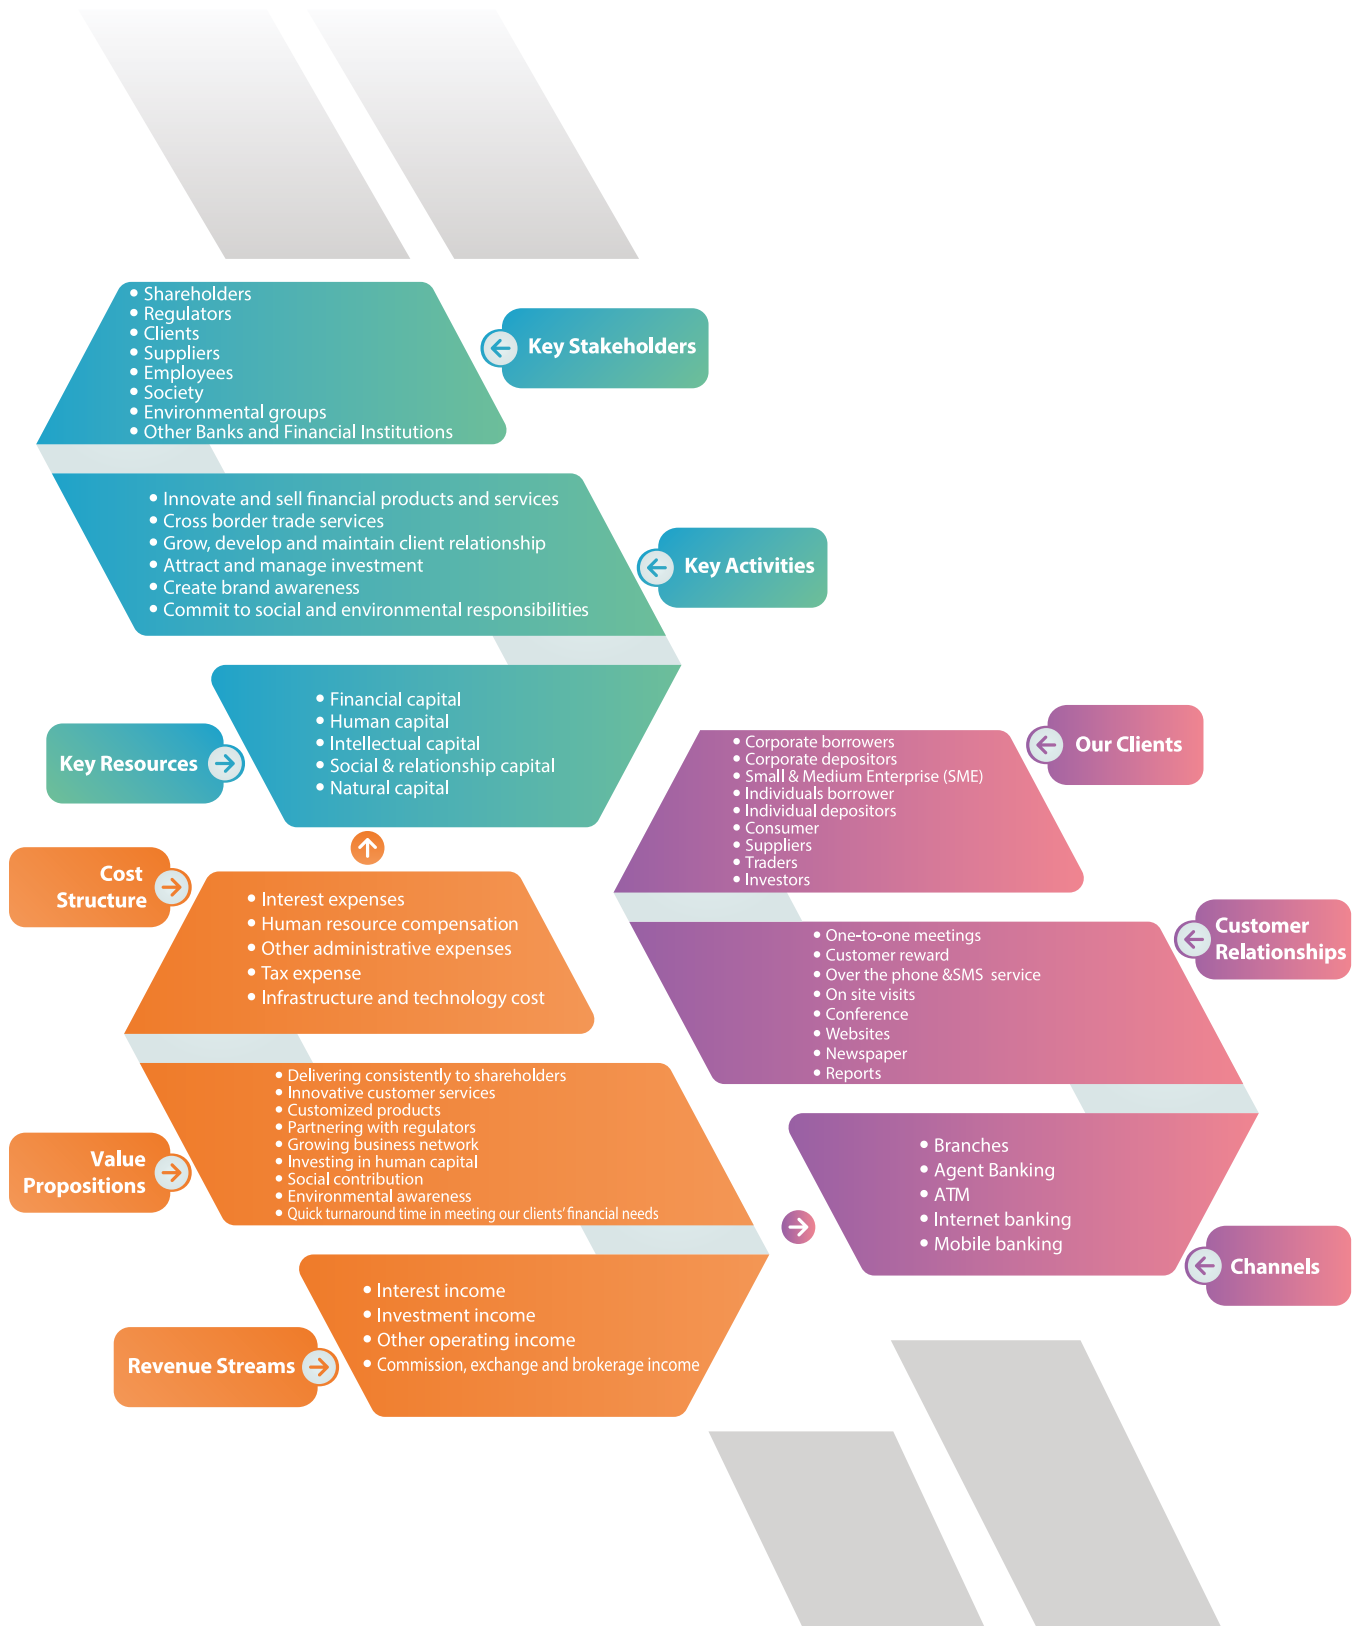 • Shareholders
• Regulators
• Clients
• Suppliers
• Employees
• Society
• Environmental groups
• Other Banks and Financial Institutions
Key Stakeholders
• Innovate and sell financial products and services
• Cross border trade services
• Grow, develop and maintain client relationship
• Attract and manage investment
• Create brand awareness
• Commit to social and environmental responsibilities
Key Activities
Key Resources
• Financial capital
• Human capital
• Intellectual capital
• Social & relationship capital
• Natural capital
Cost
Structure
• Interest expenses
• Human resource compensation
• Other administrative expenses
• Tax expense
• Infrastructure and technology cost
Value
Propositions
• Delivering consistently to shareholders
• Innovative customer services
• Customized products
• Partnering with regulators
• Growing business network
• Investing in human capital
• Social contribution
• Environmental awareness
• Quick turnaround time in meeting our clients' financial needs
Revenue Streams
• Interest income
• Investment income
• Other operating income
• Commission, exchange and brokerage income
• Corporate borrowers
• Corporate depositors
• Small & Medium Enterprise (SME)
• Individuals borrower
• Individual depositors
• Consumer
• Suppliers
• Traders
• Investors
Our Clients
• One-to-one meetings
• Customer reward
• Over the phone &SMS service
• On site visits
• Conference
• Websites
• Newspaper
• Reports
Customer
Relationships
• Branches
• Agent Banking
• ATM
• Internet banking
• Mobile banking
Channels